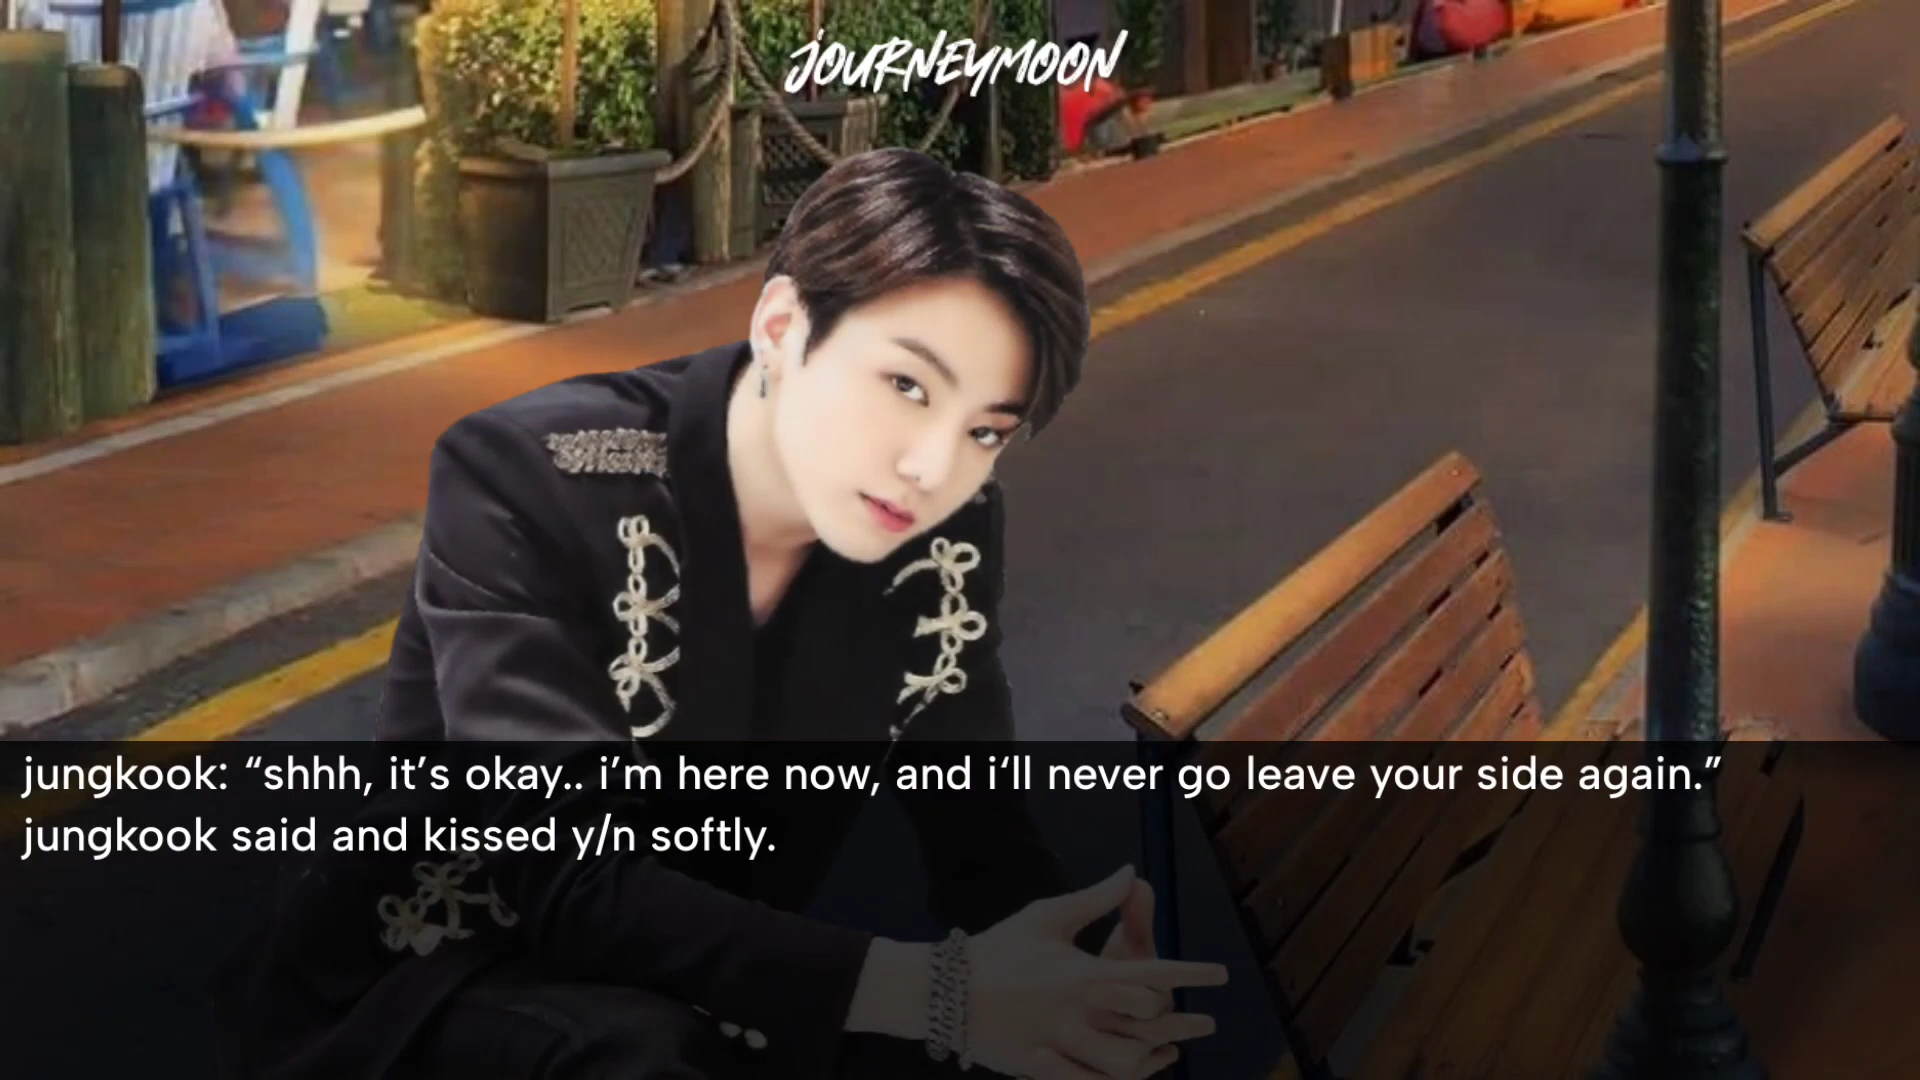 JOURNEYMOON
jungkook: “shhh, it’s okay.. i’m here now, and i‘ll never go leave your side again.”
jungkook said and kissed y/n softly.